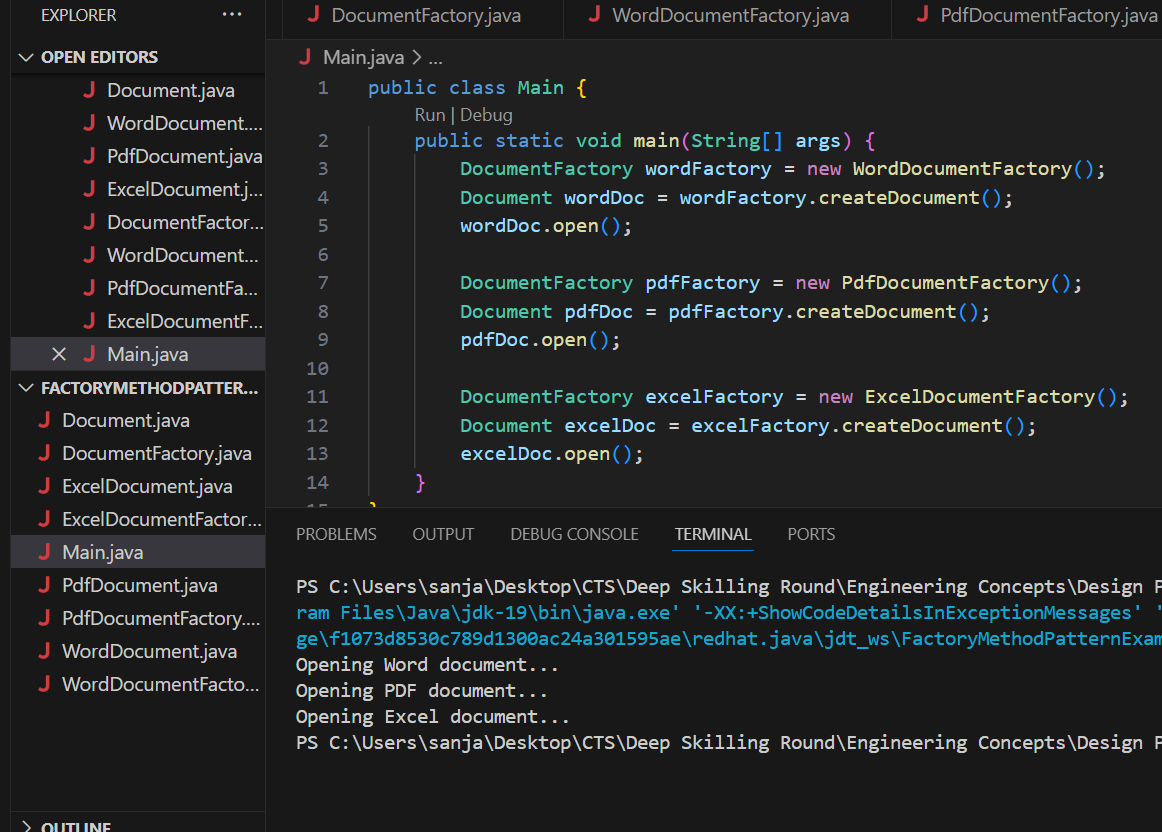 EXPLORER ...
OPEN EDITORS
Document.java
WordDocument....
PdfDocument.java
ExcelDocument.j...
DocumentFactor...
WordDocument...
PdfDocumentFa...
ExcelDocumentF...
Main.java
FACTORYMETHODPATTER...
Document.java
DocumentFactory.java
ExcelDocument.java
ExcelDocumentFactor...
Main.java
PdfDocument.java
PdfDocumentFactory....
WordDocument.java
WordDocumentFacto...
OUTLINE
DocumentFactory.java WordDocumentFactory.java PdfDocumentFactory.java
Main.java > ...
1 public class Main {
Run | Debug
2 public static void main(String[] args) {
3 DocumentFactory wordFactory = new WordDocumentFactory();
4 Document wordDoc = wordFactory.createDocument();
5 wordDoc.open();
6
7 DocumentFactory pdfFactory = new PdfDocumentFactory();
8 Document pdfDoc = pdfFactory.createDocument();
9 pdfDoc.open();
10
11 DocumentFactory excelFactory = new ExcelDocumentFactory();
12 Document excelDoc = excelFactory.createDocument();
13 excelDoc.open();
14 }
15 }
PROBLEMS OUTPUT DEBUG CONSOLE TERMINAL PORTS
PS C:\Users\sanja\Desktop\CTS\Deep Skilling Round\Engineering Concepts\Design P
ram Files\Java\jdk-19\bin\java.exe' '-XX:+ShowCodeDetailsInExceptionMessages' '
ge\f1073d8530c789d1300ac24a301595ae\redhat.java\jdt_ws\FactoryMethodPatternExam
Opening Word document...
Opening PDF document...
Opening Excel document...
PS C:\Users\sanja\Desktop\CTS\Deep Skilling Round\Engineering Concepts\Design P